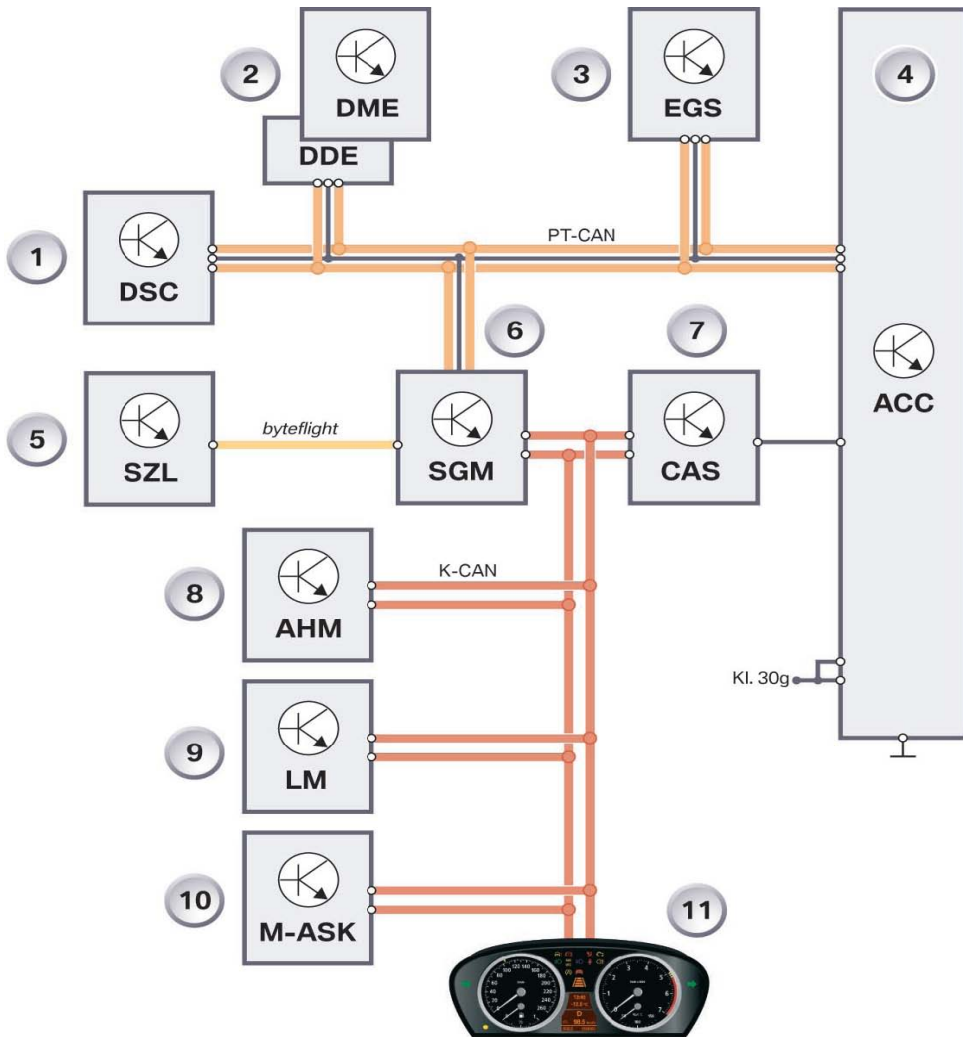 2
DME
DDE
3
EGS
4
ACC
1
DSC
PT-CAN
5
SZL
byteflight
6
SGM
7
CAS
8
AHM
K-CAN
Kl. 30g
9
LM
10
M-ASK
11